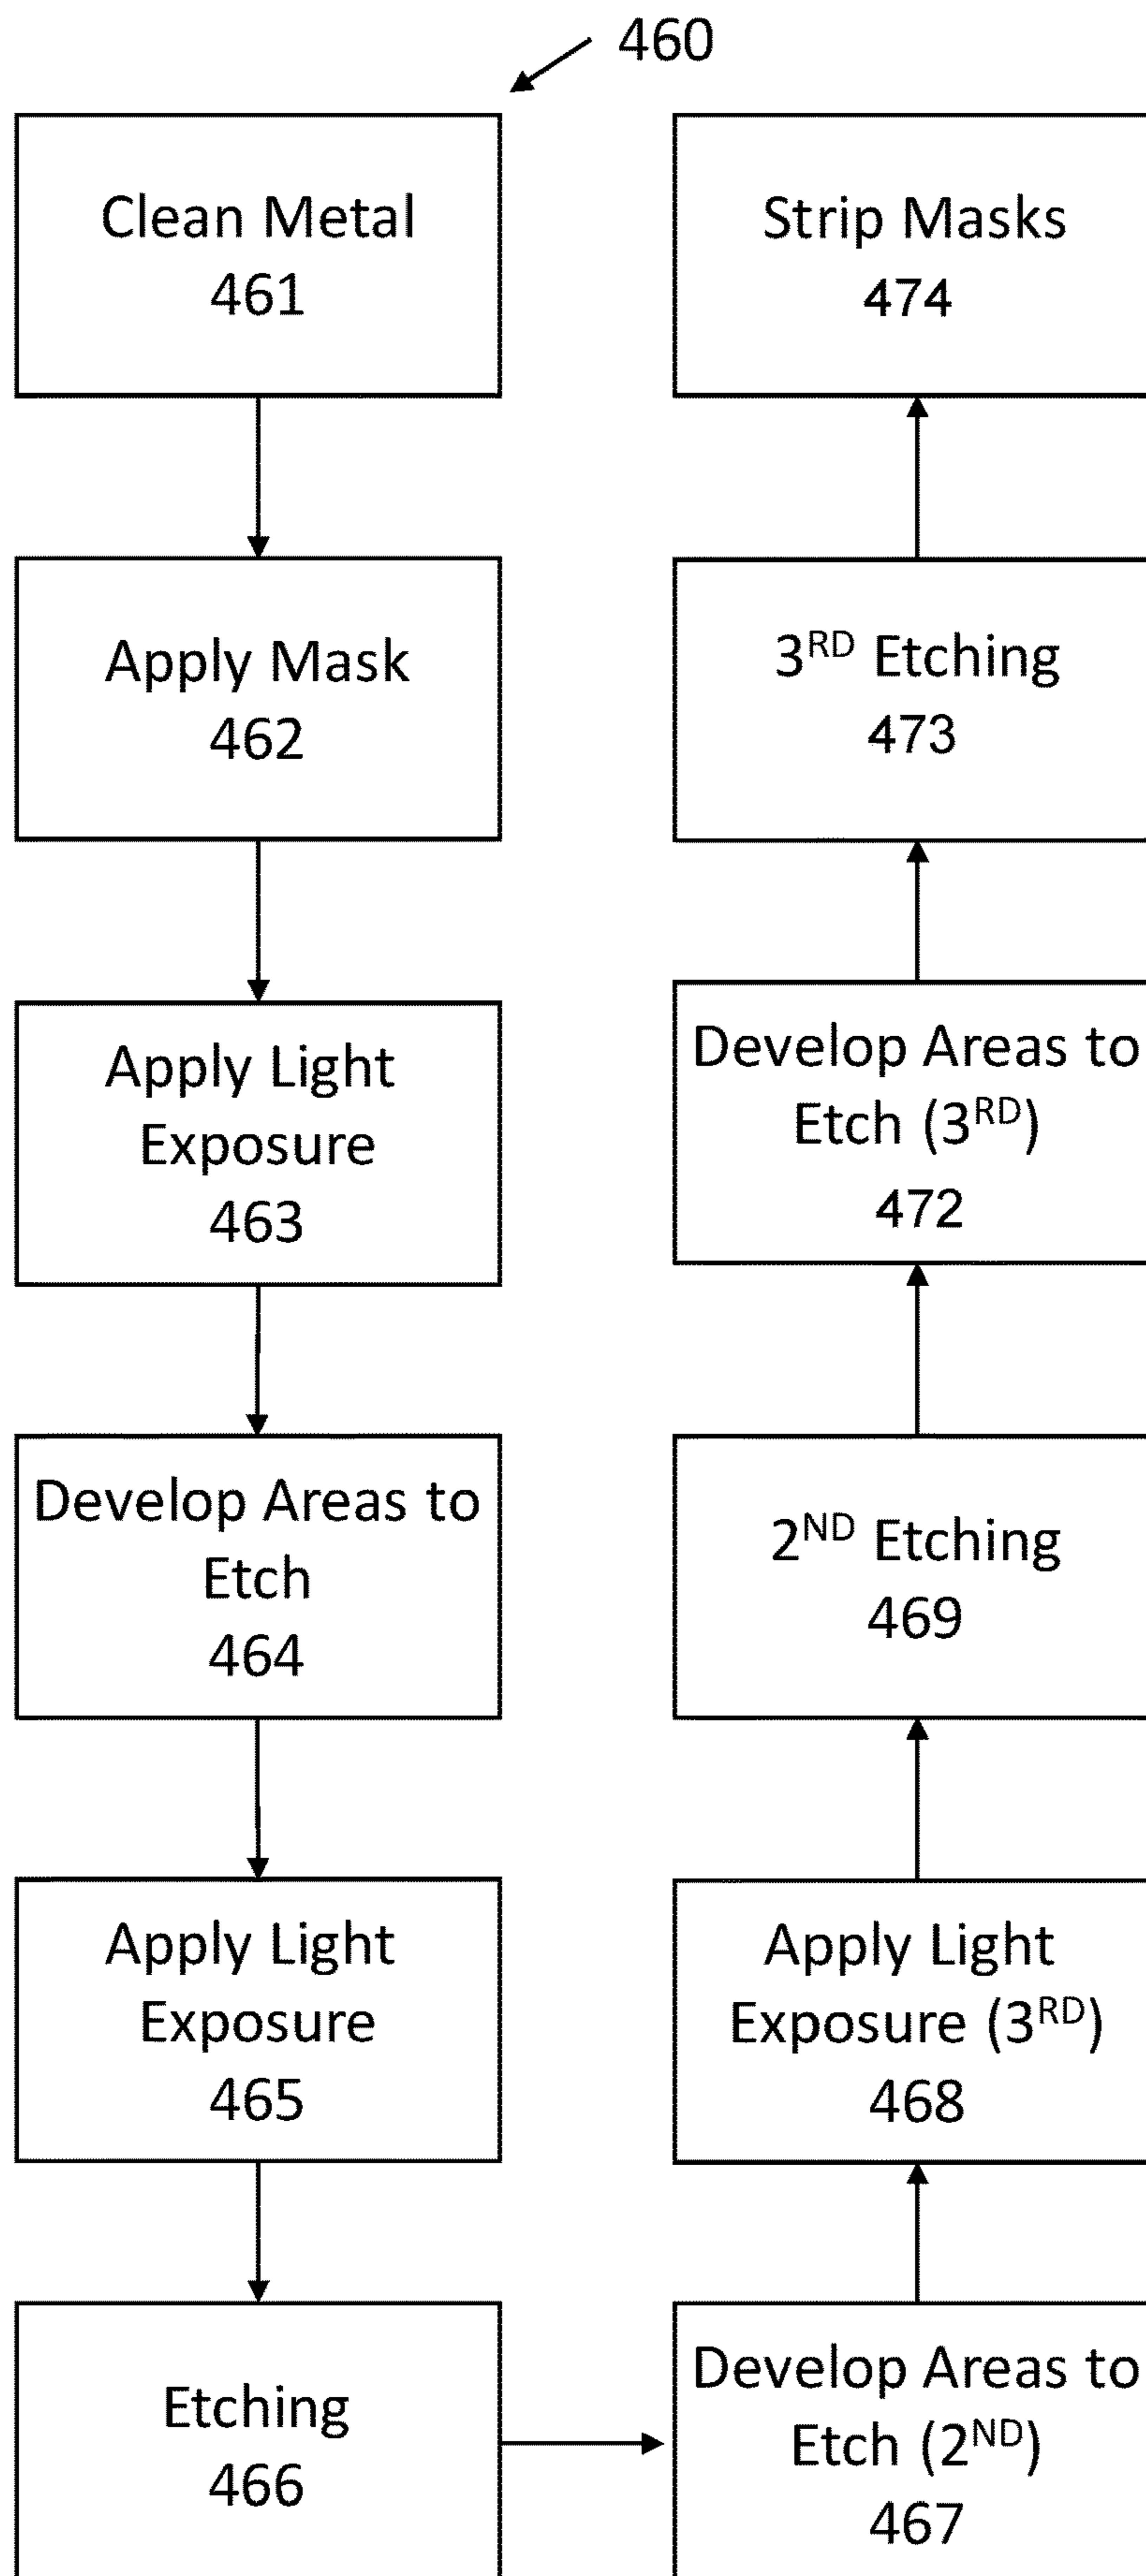 460
Clean Metal
461
Apply Mask
462
Apply Light
Exposure
463
Develop Areas to
Etch
464
Apply Light
Exposure
465
Etching
466
Develop Areas to
Etch (2ND)
467
Apply Light
Exposure (3RD)
468
2ND Etching
469
Develop Areas to
Etch (3RD)
472
3RD Etching
473
Strip Masks
474